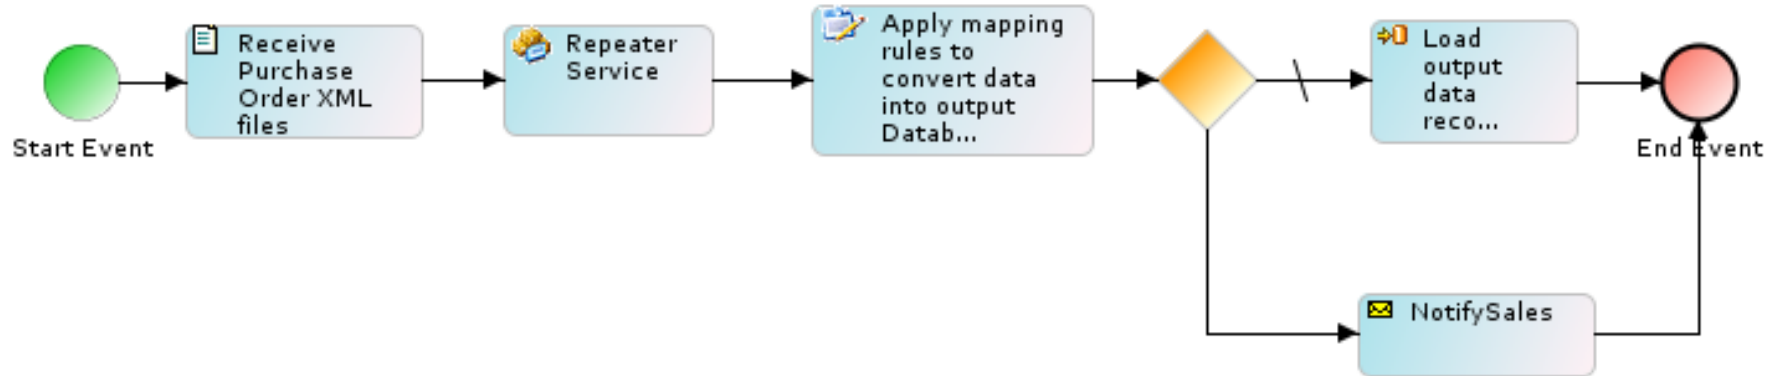 Start Event
Receive
Purchase
Order XML
files
Repeater
Service
Apply mapping
rules to
convert data
into output
Datab...
Load
output
data
reco...
End Event
NotifySales